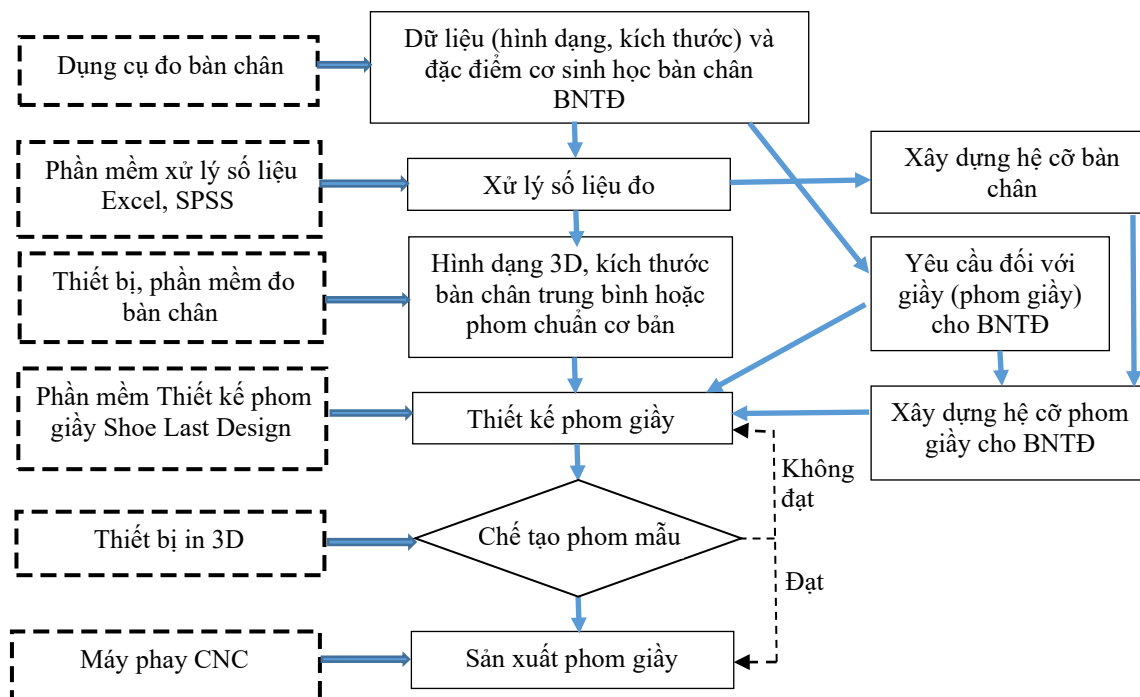 Dụng cụ đo bàn chân
Dữ liệu (hình dạng, kích thước) và
đặc điểm cơ sinh học bàn chân
BNTĐ
Phần mềm xử lý số liệu
Excel, SPSS
Xử lý số liệu đo
Xây dựng hệ cỡ bàn
chân
Thiết bị, phần mềm đo
bàn chân
Hình dạng 3D, kích thước
bàn chân trung bình hoặc
phom chuẩn cơ bản
Yêu cầu đối với
giầy (phom giầy)
cho BNTĐ
Phần mềm Thiết kế phom
giầy Shoe Last Design
Thiết kế phom giầy
Xây dựng hệ cỡ phom
giầy cho BNTĐ
Không
đạt
Thiết bị in 3D
Chế tạo phom mẫu
Đạt
Máy phay CNC
Sản xuất phom giầy